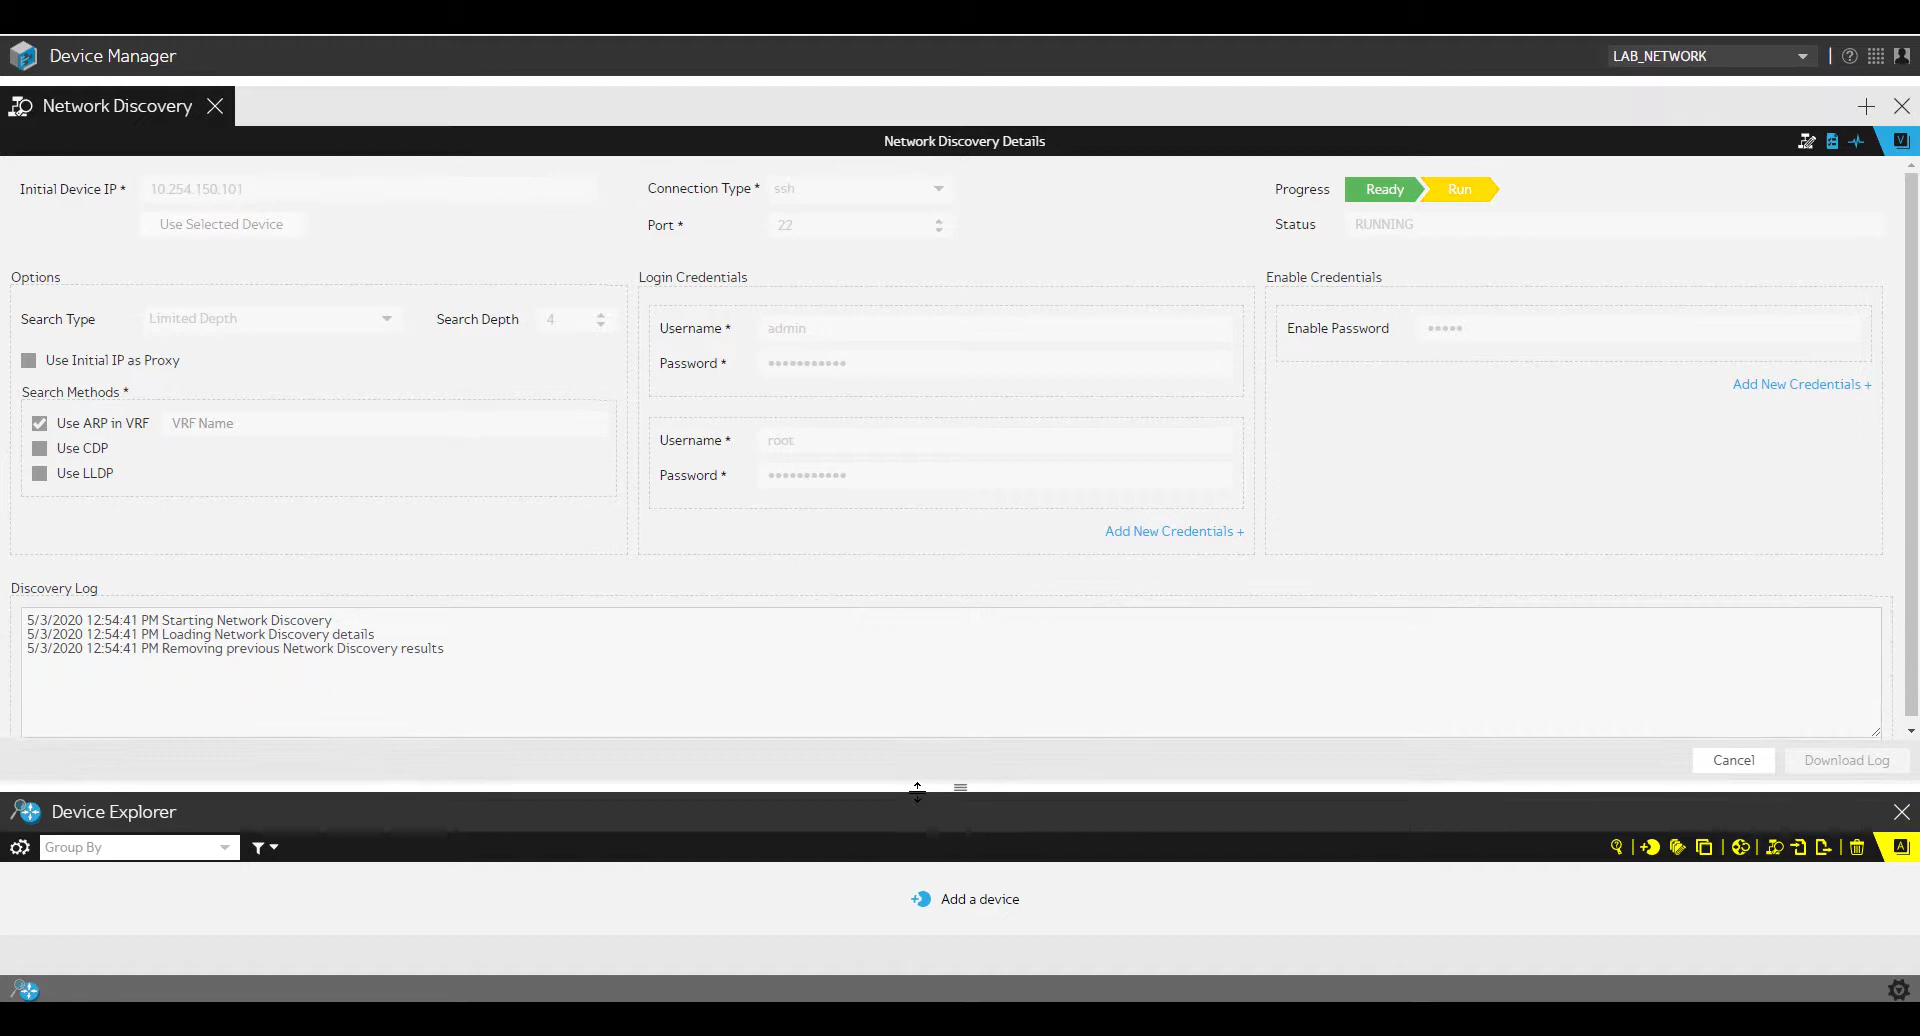 Device Manager
LAB_NETWORK
Network Discovery
Network Discovery Details
Initial Device IP *
10.254.150.101
Use Selected Device
Connection Type *
ssh
Port *
22
Progress
Ready
Run
Status
RUNNING
Options
Search Type
Limited Depth
Search Depth
4
Use Initial IP as Proxy
Search Methods *
Use ARP in VRF
VRF Name
Use CDP
Use LLDP
Login Credentials
Username *
admin
Password *
•••••••••••
Username *
root
Password *
•••••••••••
Add New Credentials +
Enable Credentials
Enable Password
•••••
Add New Credentials +
Discovery Log
5/3/2020 12:54:41 PM Starting Network Discovery
5/3/2020 12:54:41 PM Loading Network Discovery details
5/3/2020 12:54:41 PM Removing previous Network Discovery results
Cancel
Download Log
Device Explorer
Group By
A
Add a device